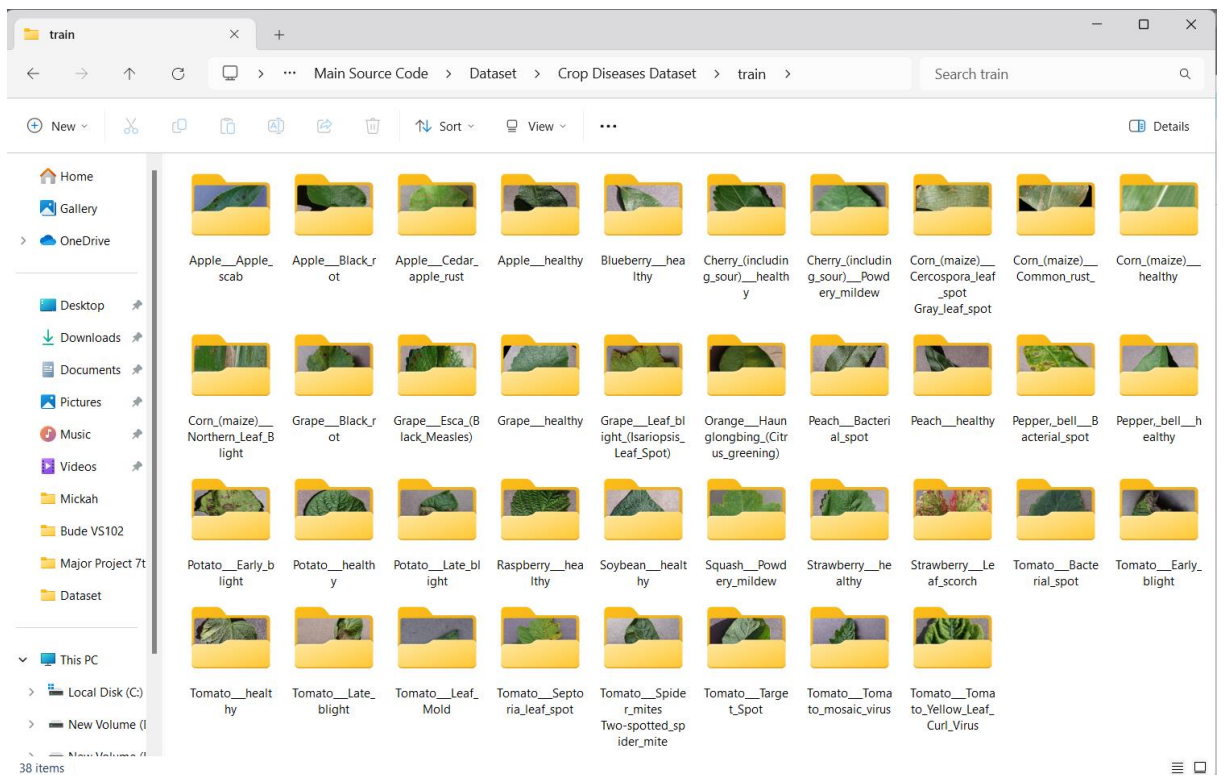 train
Main Source Code > Dataset > Crop Diseases Dataset > train >
Search train
New
Sort
View
Details
Home
Gallery
OneDrive
Desktop
Downloads
Documents
Pictures
Music
Videos
Mickah
Bude VS102
Major Project 7t
Dataset
This PC
Local Disk (C:)
New Volume (
Apple___Apple_
scab
Apple___Black_r
ot
Apple___Cedar_
apple_rust
Apple___healthy
Blueberry___hea
lthy
Cherry_(includin
g_sour)___health
y
Cherry_(includin
g_sour)___Powd
ery_mildew
Corn_(maize)___
Cercospora_leaf
_spot
Gray_leaf_spot
Corn_(maize)___
Common_rust_
Corn_(maize)___
healthy
Corn_(maize)___
Northern_Leaf_B
light
Grape___Black_r
ot
Grape___Esca_(B
lack_Measles)
Grape___healthy
Grape___Leaf_bl
ight_(Isariopsis_
Leaf_Spot)
Orange___Haun
glongbing_(Citr
us_greening)
Peach___Bacteri
al_spot
Peach___healthy
Pepper,_bell___B
acterial_spot
Pepper,_bell___h
ealthy
Potato___Early_b
light
Potato___health
y
Potato___Late_bl
ight
Raspberry___hea
lthy
Soybean___healt
hy
Squash___Powd
ery_mildew
Strawberry___he
althy
Strawberry___Le
af_scorch
Tomato___Bacte
rial_spot
Tomato___Early_
blight
Tomato___healt
hy
Tomato___Late_
blight
Tomato___Leaf_
Mold
Tomato___Septo
ria_leaf_spot
Tomato___Spide
r_mites
Two-spotted_sp
ider_mite
Tomato___Targe
t_Spot
Tomato___Toma
to_mosaic_virus
Tomato___Toma
to_Yellow_Leaf_
Curl_Virus
38 items